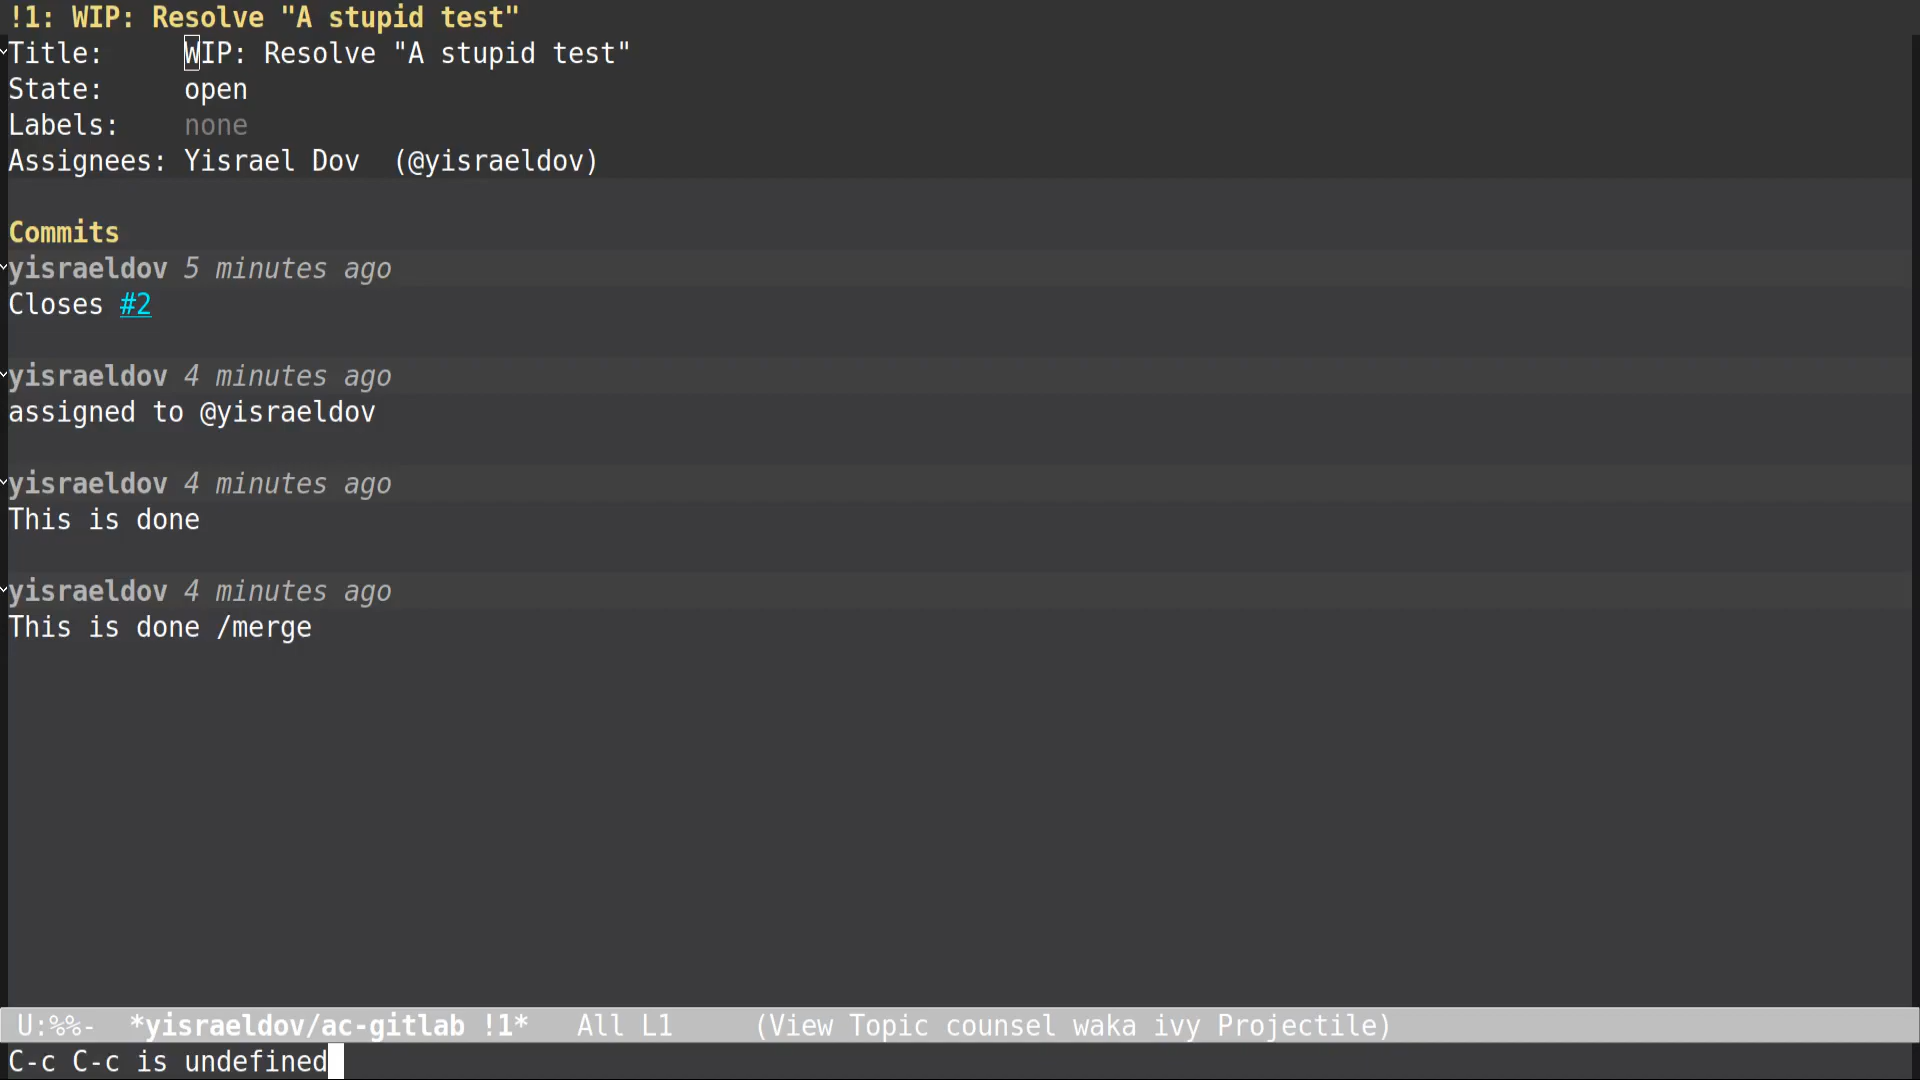 !1: WIP: Resolve "A stupid test"
Title:     WIP: Resolve "A stupid test"
State:     open
Labels:    none
Assignees: Yisrael Dov  (@yisraeldov)
Commits
yisraeldov 5 minutes ago
Closes #2
yisraeldov 4 minutes ago
assigned to @yisraeldov
yisraeldov 4 minutes ago
This is done
yisraeldov 4 minutes ago
This is done /merge
U:%%-  *yisraeldov/ac-gitlab !1*   All L1     (View Topic counsel waka ivy Projectile)
C-c C-c is undefined